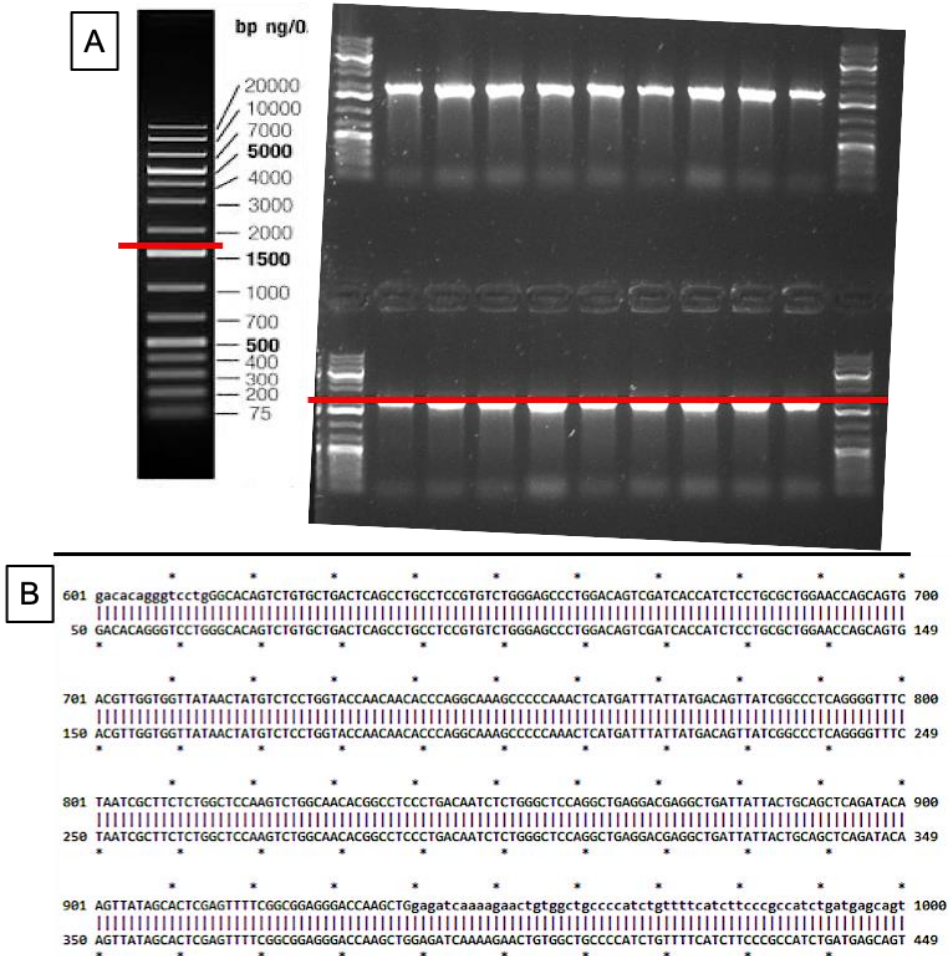 A
bp ng/0.
20000
10000
7000
5000
4000
3000
2000
1500
1000
700
500
400
300
200
75
B
601 gacacagggtcctgGGCACAGTCTGTGCTGACTCAGCCTGCCTCCGTGTCTGGGAGCCCTGGACAGTCGATCACCATCTCCTGCGCTGGAACCAGCAGTG 700
50 GACACAGGGTCCTGGGCACAGTCTGTGCTGACTCAGCCTGCCTCCGTGTCTGGGAGCCCTGGACAGTCGATCACCATCTCCTGCGCTGGAACCAGCAGTG 149
701 ACGTTGGTGGTTATAACTATGTCTCCTGGTACCAACAACACCCAGGCAAAGCCCCCAAACTCATGATTTATTATGACAGTTATCGGCCCTCAGGGGTTTC 800
150 ACGTTGGTGGTTATAACTATGTCTCCTGGTACCAACAACACCCAGGCAAAGCCCCCAAACTCATGATTTATTATGACAGTTATCGGCCCTCAGGGGTTTC 249
801 TAATCGCTTCTCTGGCTCCAAGTCTGGCAACACGGCCTCCCTGACAATCTCTGGGCTCCAGGCTGAGGACGAGGCTGATTATTACTGCAGCTCAGATACA 900
250 TAATCGCTTCTCTGGCTCCAAGTCTGGCAACACGGCCTCCCTGACAATCTCTGGGCTCCAGGCTGAGGACGAGGCTGATTATTACTGCAGCTCAGATACA 349
901 AGTTATAGCACTCGAGTTTTCGGCGGAGGGACCAAGCTGgagatcaaaagaactgtggctgccccatctgttttcatcttcccgccatctgatgagcagt 1000
350 AGTTATAGCACTCGAGTTTTCGGCGGAGGGACCAAGCTGGAGATCAAAAGAACTGTGGCTGCCCCATCTGTTTTCATCTTCCCGCCATCTGATGAGCAGT 449